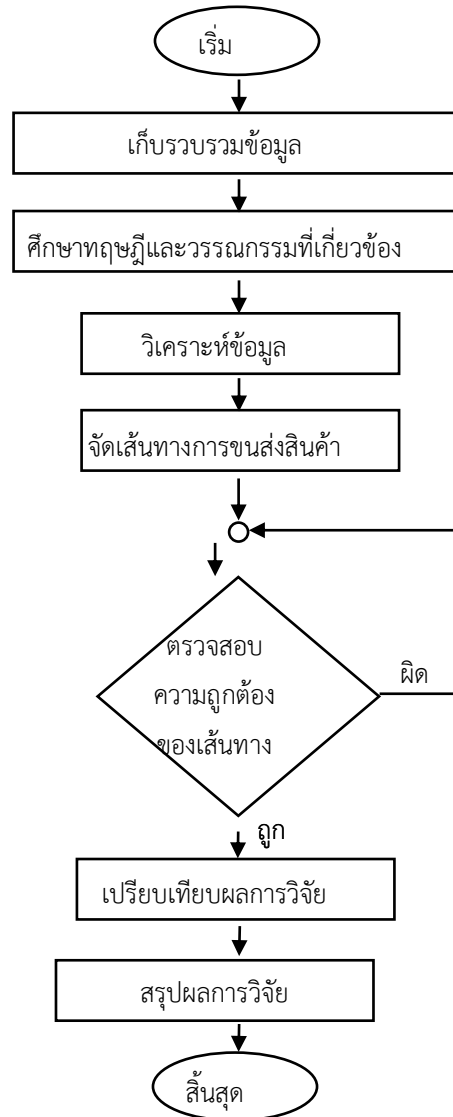 เริ่ม
เก็บรวบรวมข้อมูล
ศึกษาทฤษฎีและวรรณกรรมที่เกี่ยวข้อง
วิเคราะห์ข้อมูล
จัดเส้นทางการขนส่งสินค้า
ตรวจสอบ
ความถูกต้อง
ของเส้นทาง
ผิด
ถูก
เปรียบเทียบผลการวิจัย
สรุปผลการวิจัย
สิ้นสุด